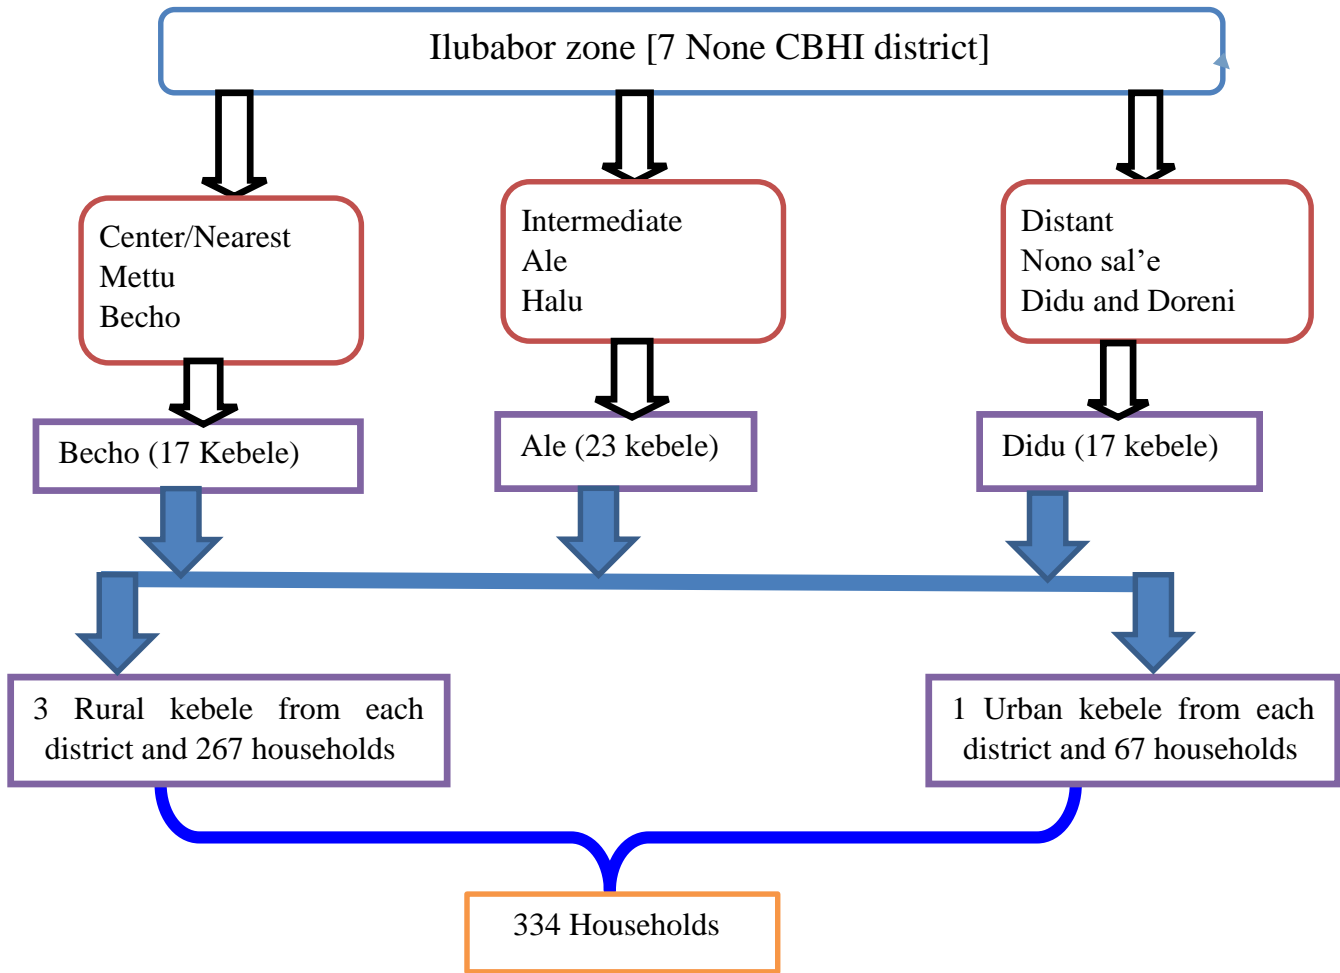 Ilubabor zone [7 None CBHI district]
Center/Nearest
Mettu
Becho
Intermediate
Ale
Halu
Distant
Nono sal’e
Didu and Doreni
Becho (17 Kebele)
Ale (23 kebele)
Didu (17 kebele)
3 Rural kebele from each
district and 267 households
1 Urban kebele from each
district and 67 households
334 Households